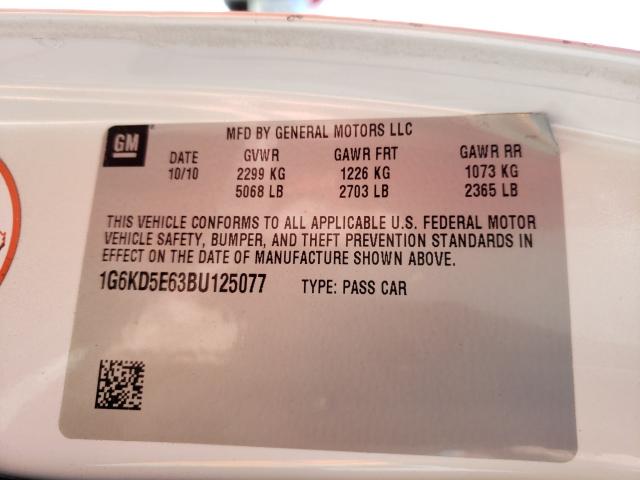 GM
MFD BY GENERAL MOTORS LLC
DATE GVWR GAWR FRT GAWR RR
10/10 2299 KG 1226 KG 1073 KG
5068 LB 2703 LB 2365 LB
THIS VEHICLE CONFORMS TO ALL APPLICABLE U.S. FEDERAL MOTOR
VEHICLE SAFETY, BUMPER, AND THEFT PREVENTION STANDARDS IN
EFFECT ON THE DATE OF MANUFACTURE SHOWN ABOVE.
1G6KD5E63BU125077 TYPE: PASS CAR